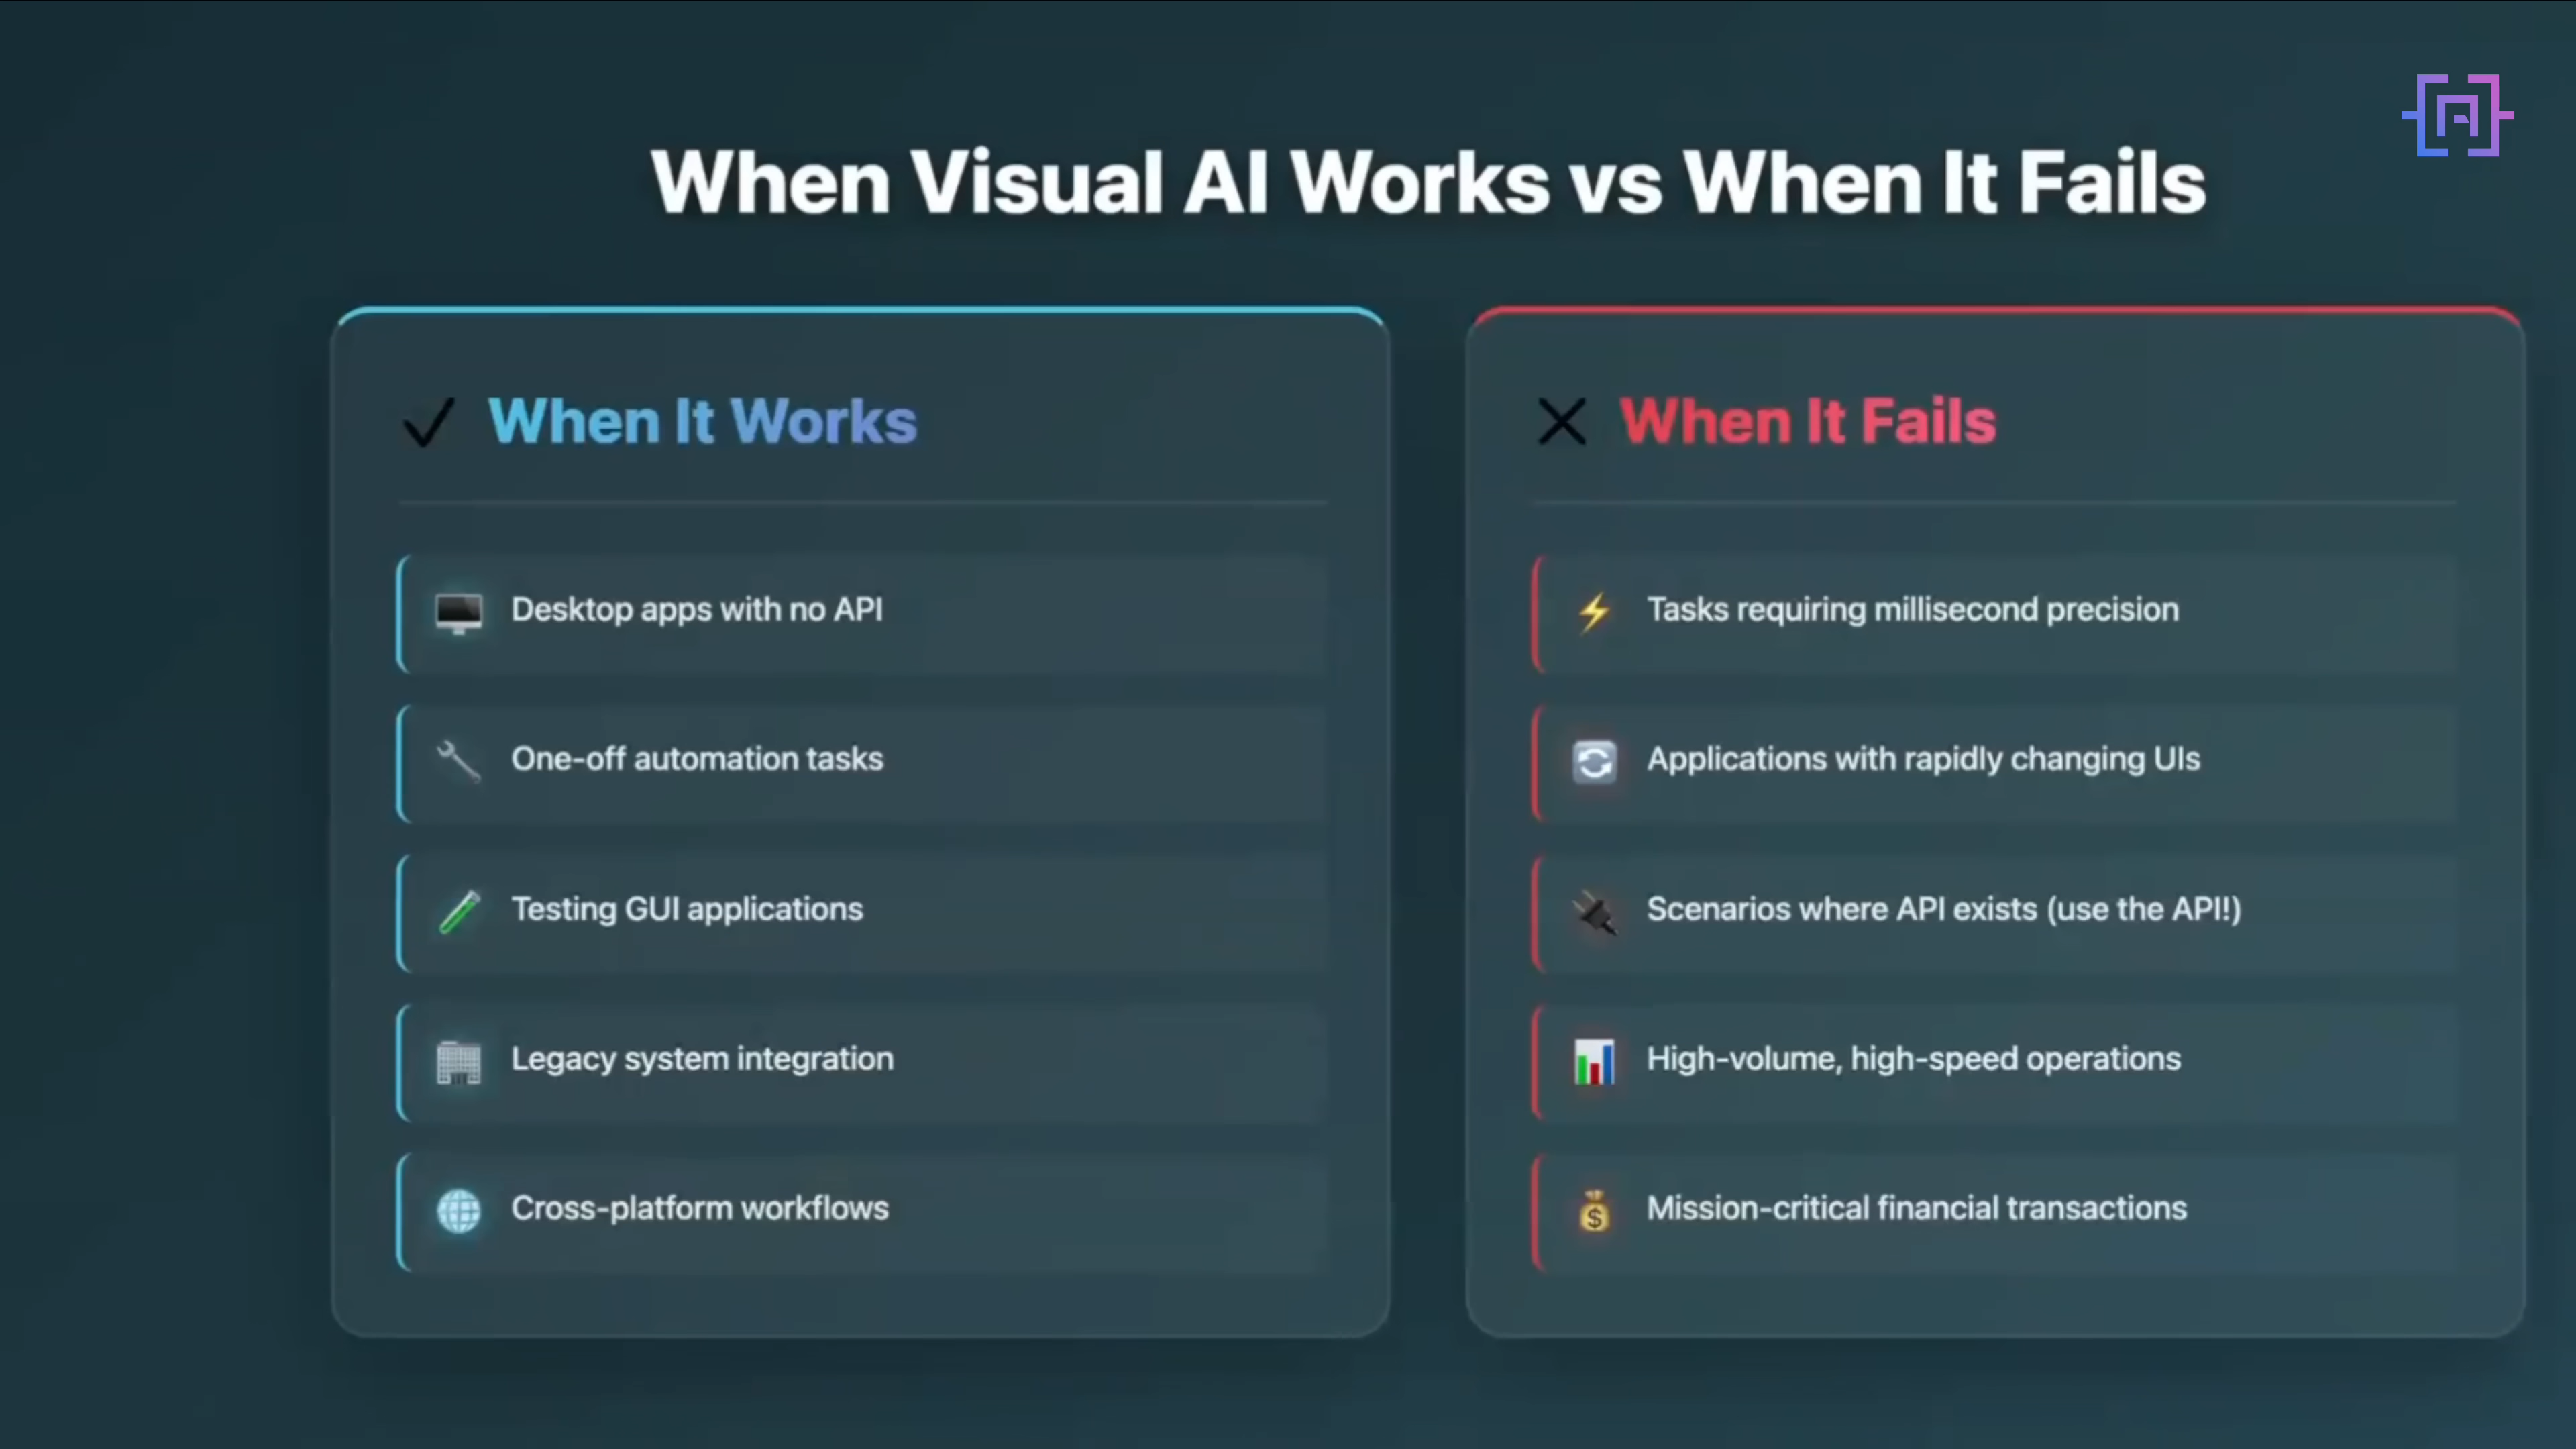 When Visual AI Works vs When It Fails
When It Works
Desktop apps with no API
One-off automation tasks
Testing GUI applications
Legacy system integration
Cross-platform workflows
When It Fails
Tasks requiring millisecond precision
Applications with rapidly changing UIs
Scenarios where API exists (use the API!)
High-volume, high-speed operations
Mission-critical financial transactions